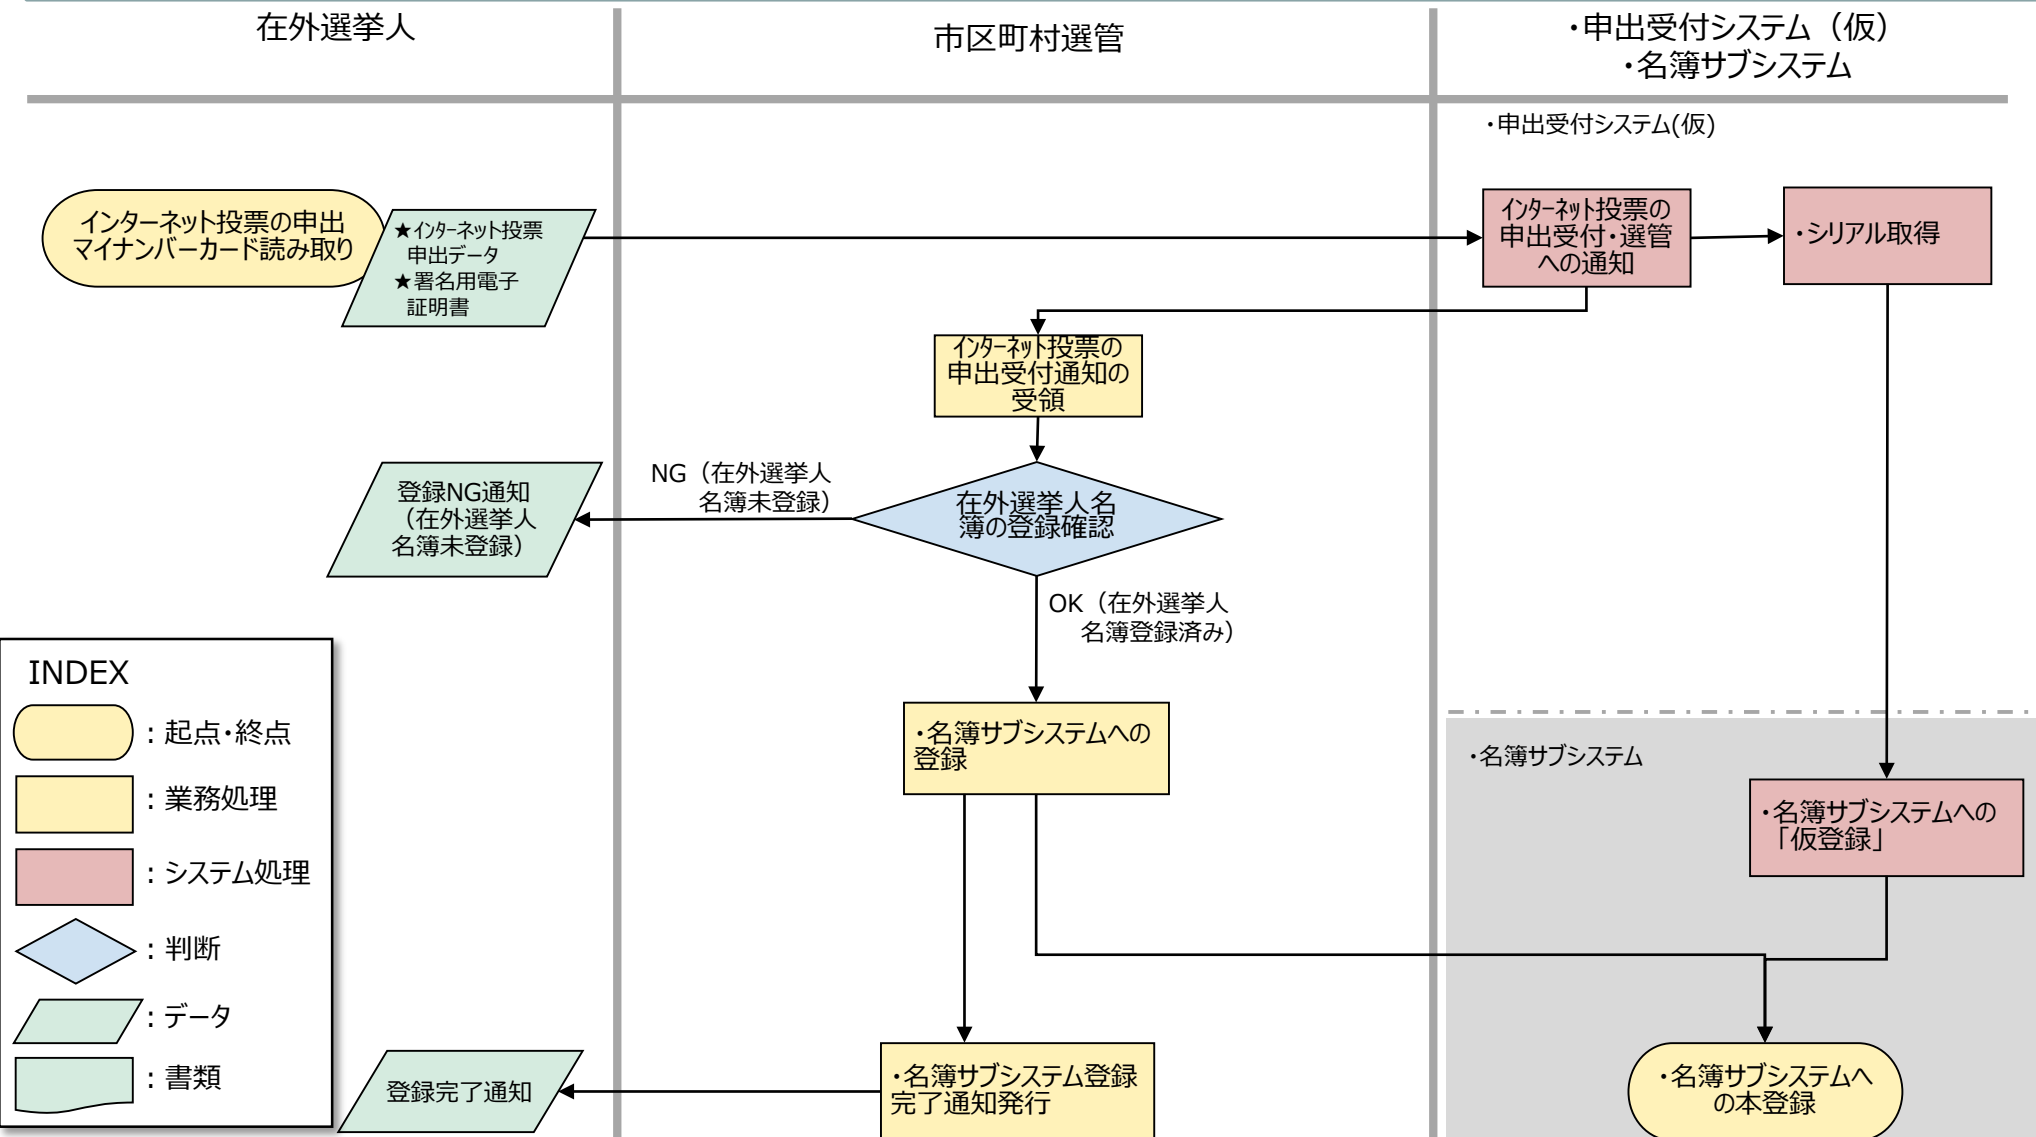 在外選挙人
市区町村選管
・申出受付システム（仮）
・名簿サブシステム
・申出受付システム(仮)
インターネット投票の申出
マイナンバーカード読み取り
★インターネット投票
申出データ
★署名用電子
証明書
インターネット投票の
申出受付・選管
への通知
・シリアル取得
インターネット投票の
申出受付通知の
受領
NG（在外選挙人
名簿未登録）
登録NG通知
（在外選挙人
名簿未登録）
在外選挙人名
簿の登録確認
OK（在外選挙人
名簿登録済み）
INDEX
：起点・終点
：業務処理
：システム処理
：判断
：データ
：書類
・名簿サブシステムへの
登録
・名簿サブシステム
・名簿サブシステムへの
「仮登録」
登録完了通知
・名簿サブシステム登録
完了通知発行
・名簿サブシステムへ
の本登録